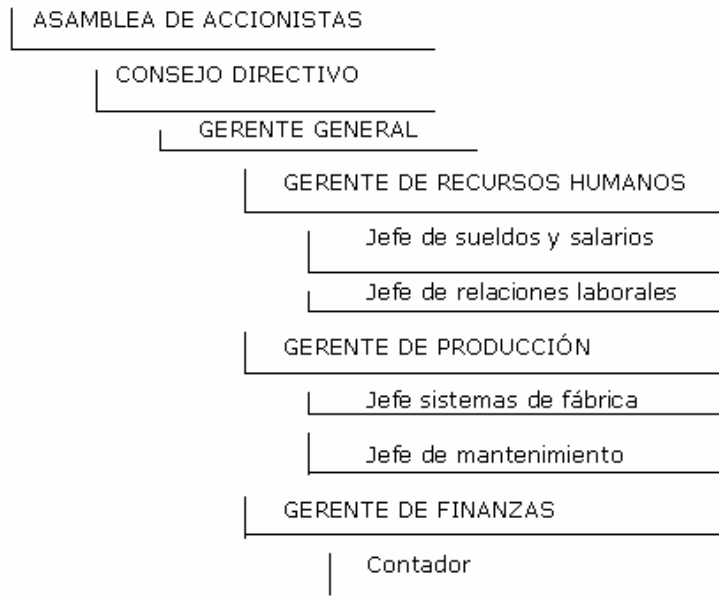 ASAMBLEA DE ACCIONISTAS
CONSEJO DIRECTIVO
GERENTE GENERAL
GERENTE DE RECURSOS HUMANOS
Jefe de sueldos y salarios
Jefe de relaciones laborales
GERENTE DE PRODUCCIÓN
Jefe sistemas de fábrica
Jefe de mantenimiento
GERENTE DE FINANZAS
Contador